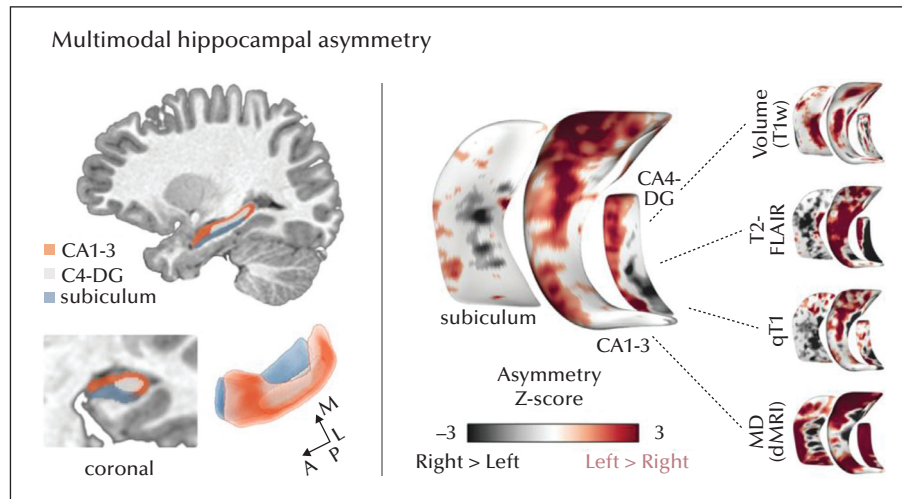 Multimodal hippocampal asymmetry
CA1-3
C4-DG
subiculum
coronal
M
L
A
P
CA4-
DG
subiculum
CA1-3
Asymmetry
Z-score
–3
3
Right > Left
Left > Right
Volume
(T1w)
T2-
FLAIR
qT1
MD
(dMRI)